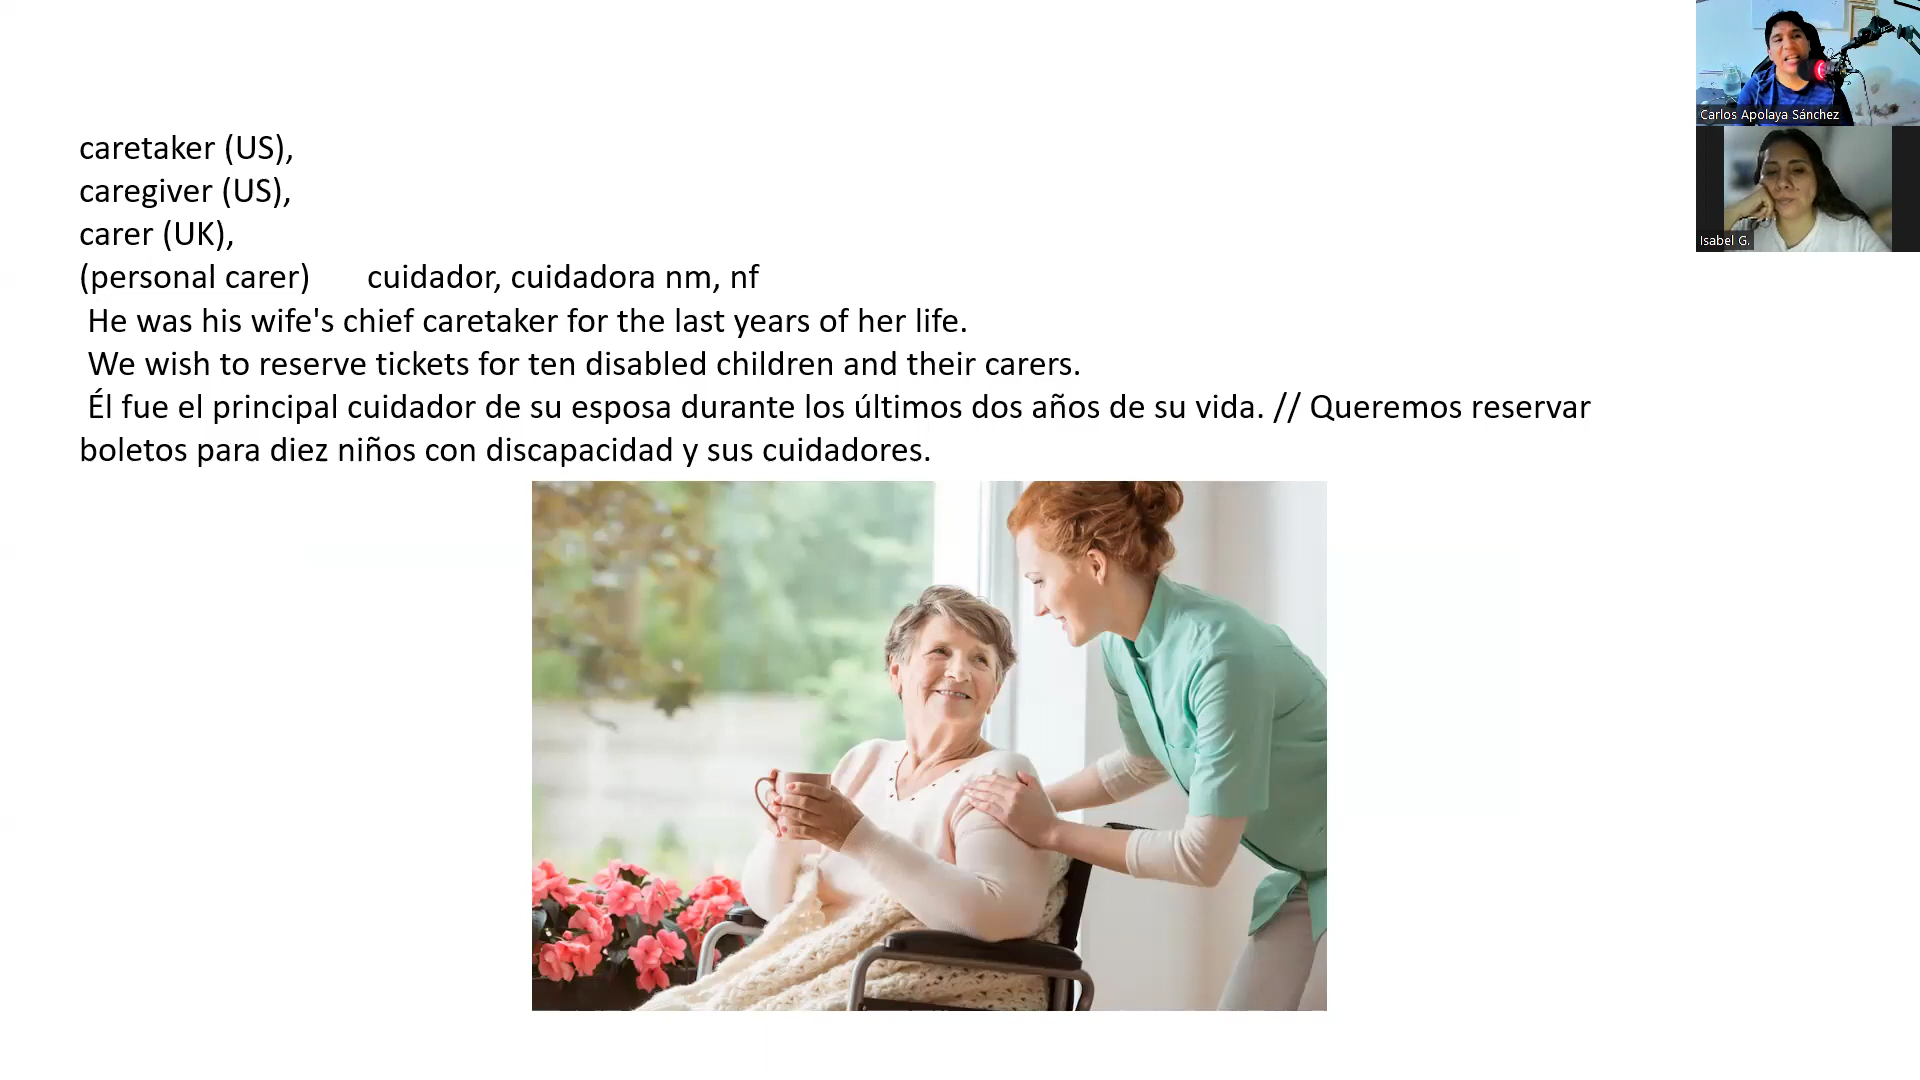 caretaker (US),
caregiver (US),
carer (UK),
(personal carer) cuidador, cuidadora nm, nf
He was his wife's chief caretaker for the last years of her life.
We wish to reserve tickets for ten disabled children and their carers.
Él fue el principal cuidador de su esposa durante los últimos dos años de su vida. // Queremos reservar
boletos para diez niños con discapacidad y sus cuidadores.
Carlos Apolaya Sánchez
Isabel G.